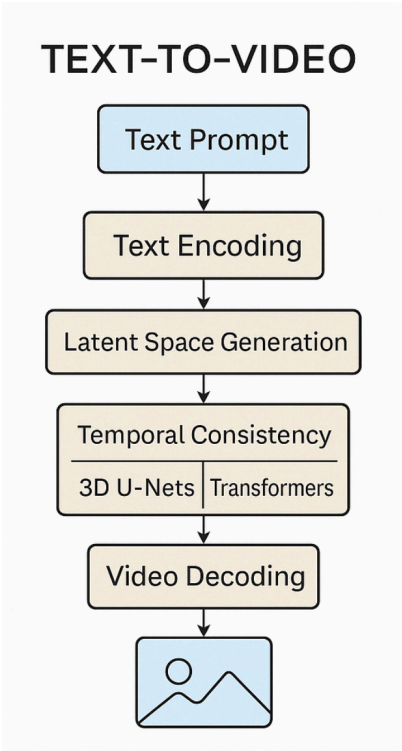 TEXT-TO-VIDEO
Text Prompt
Text Encoding
Latent Space Generation
Temporal Consistency
3D U-Nets
Transformers
Video Decoding